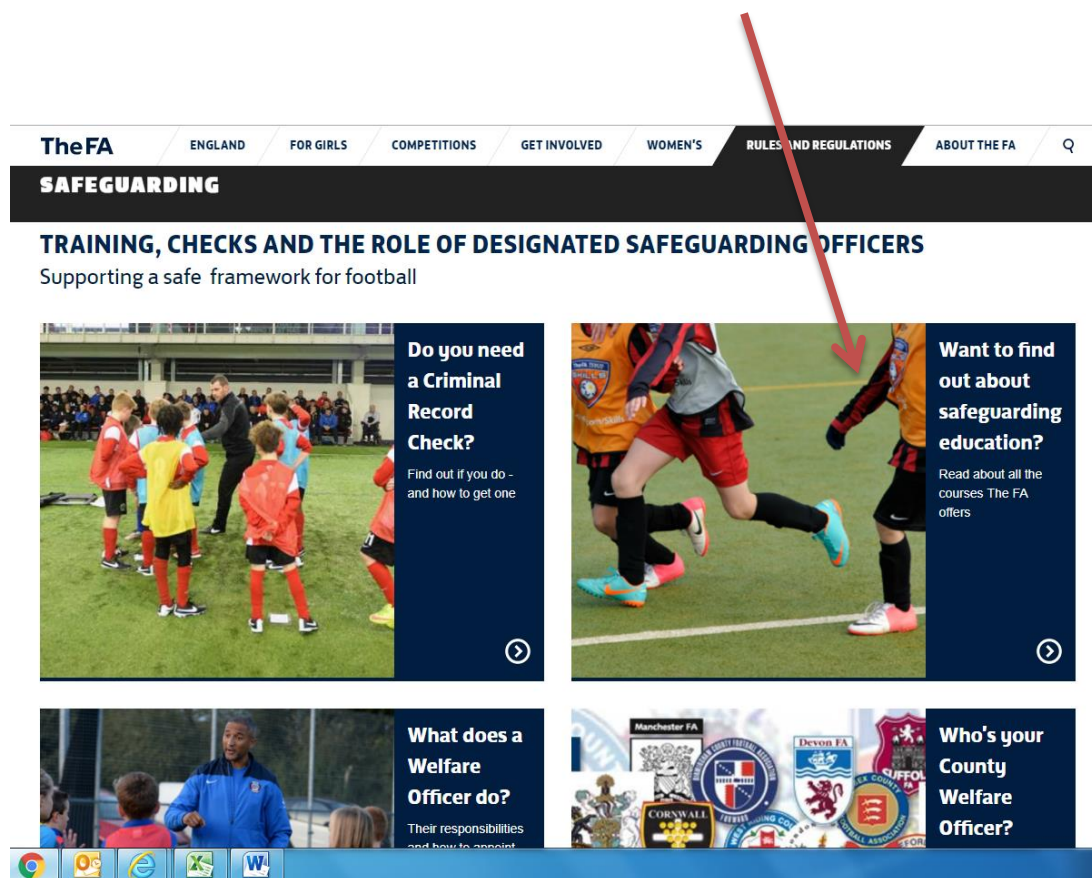 TheFA
ENGLAND
FOR GIRLS
COMPETITIONS
GET INVOLVED
WOMEN'S
RULES AND REGULATIONS
ABOUT THE FA
SAFEGUARDING
TRAINING, CHECKS AND THE ROLE OF DESIGNATED SAFEGUARDING OFFICERS
Supporting a safe framework for football
Do you need
a Criminal
Record
Check?
Find out if you do -
and how to get one
Want to find
out about
safeguarding
education?
Read about all the
courses The FA
offers
What does a
Welfare
Officer do?
Their responsibilities
and how to appoint
Manchester FA
Devon FA
CORNWALL
Who's your
County
Welfare
Officer?